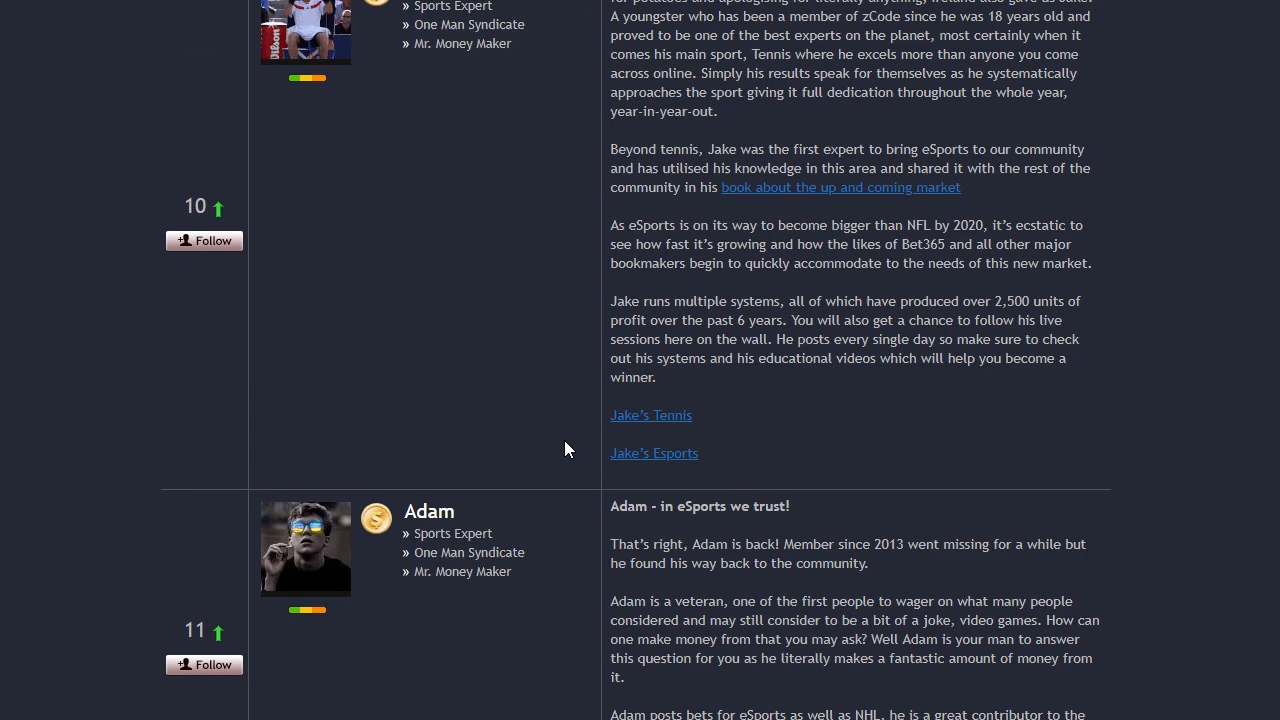 » Sports Expert
» One Man Syndicate
» Mr. Money Maker
10
Follow
A youngster who has been a member of zCode since he was 18 years old and
proved to be one of the best experts on the planet, most certainly when it
comes his main sport, Tennis where he excels more than anyone you come
across online. Simply his results speak for themselves as he systematically
approaches the sport giving it full dedication throughout the whole year,
year-in-year-out.
Beyond tennis, Jake was the first expert to bring eSports to our community
and has utilised his knowledge in this area and shared it with the rest of the
community in his book about the up and coming market
As eSports is on its way to become bigger than NFL by 2020, it’s ecstatic to
see how fast it’s growing and how the likes of Bet365 and all other major
bookmakers begin to quickly accommodate to the needs of this new market.
Jake runs multiple systems, all of which have produced over 2,500 units of
profit over the past 6 years. You will also get a chance to follow his live
sessions here on the wall. He posts every single day so make sure to check
out his systems and his educational videos which will help you become a
winner.
Jake’s Tennis
Jake’s Esports
11
Follow
Adam
» Sports Expert
» One Man Syndicate
» Mr. Money Maker
Adam - in eSports we trust!
That’s right, Adam is back! Member since 2013 went missing for a while but
he found his way back to the community.
Adam is a veteran, one of the first people to wager on what many people
considered and may still consider to be a bit of a joke, video games. How can
one make money from that you may ask? Well Adam is your man to answer
this question for you as he literally makes a fantastic amount of money from
it.
Adam posts bets for eSports as well as NHL, he is a great contributor to the